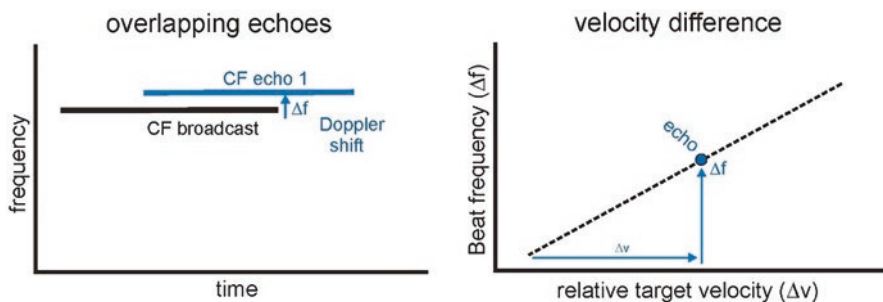 overlapping echoes
CF echo 1
Δf
CF broadcast
Doppler
shift
frequency
time
velocity difference
echo
Δf
Δv
Beat frequency (Δf)
relative target velocity (Δv)